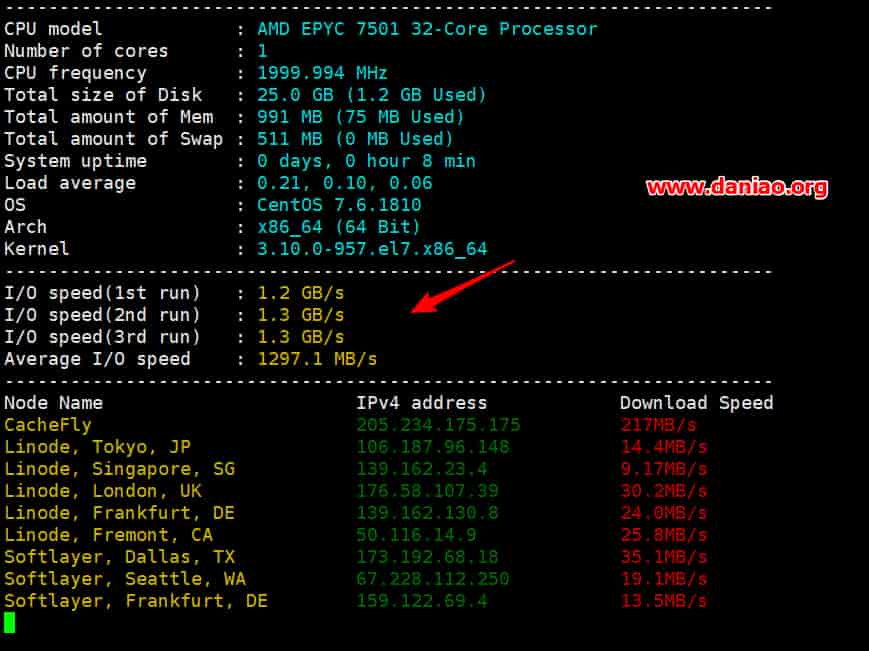 ----------------------------------------------------------------------
CPU model            : AMD EPYC 7501 32-Core Processor
Number of cores      : 1
CPU frequency        : 1999.994 MHz
Total size of Disk   : 25.0 GB (1.2 GB Used)
Total amount of Mem  : 991 MB (75 MB Used)
Total amount of Swap : 511 MB (0 MB Used)
System uptime        : 0 days, 0 hour 8 min
Load average         : 0.21, 0.10, 0.06
www.daniao.org
OS                   : CentOS 7.6.1810
Arch                 : x86_64 (64 Bit)
Kernel               : 3.10.0-957.el7.x86_64
----------------------------------------------------------------------
I/O speed(1st run)   : 1.2 GB/s
I/O speed(2nd run)   : 1.3 GB/s
I/O speed(3rd run)   : 1.3 GB/s
Average I/O speed    : 1297.1 MB/s
----------------------------------------------------------------------
Node Name                       IPv4 address            Download Speed
CacheFly                        205.234.175.175         217MB/s
Linode, Tokyo, JP               106.187.96.148          14.4MB/s
Linode, Singapore, SG           139.162.23.4            9.17MB/s
Linode, London, UK              176.58.107.39           30.2MB/s
Linode, Frankfurt, DE           139.162.130.8           24.0MB/s
Linode, Fremont, CA             50.116.14.9             25.8MB/s
Softlayer, Dallas, TX           173.192.68.18           35.1MB/s
Softlayer, Seattle, WA          67.228.112.250          19.1MB/s
Softlayer, Frankfurt, DE        159.122.69.4            13.5MB/s